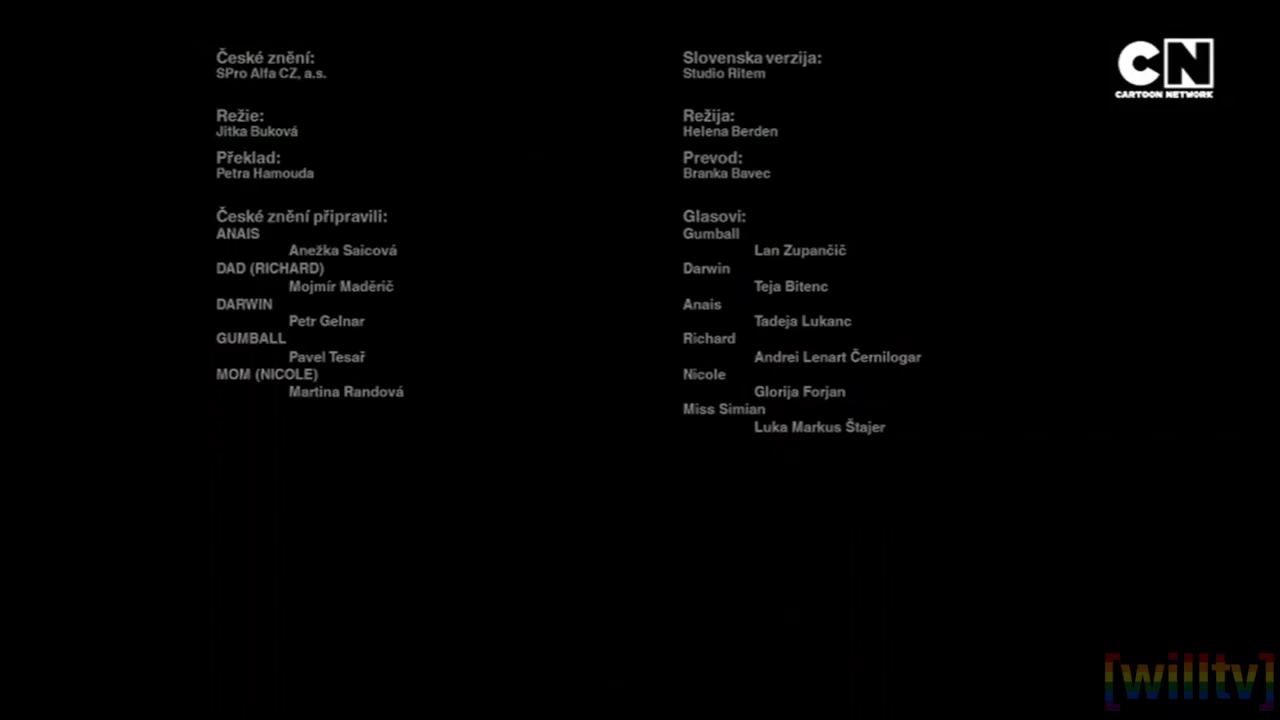 České znění:
SPro Alfa CZ, a.s.
Režie:
Jitka Buková
Překlad:
Petra Hamouda
České znění připravili:
ANAIS
Anežka Saicová
DAD (RICHARD)
Mojmír Maděrič
DARWIN
Petr Gelnar
GUMBALL
Pavel Tesař
MOM (NICOLE)
Martina Randová
Slovenska verzija:
Studio Ritem
Režija:
Helena Berden
Prevod:
Branka Bavec
Glasovi:
Gumball
Lan Zupančič
Darwin
Teja Bitenc
Anais
Tadeja Lukanc
Richard
Andrei Lenart Černilogar
Nicole
Glorija Forjan
Miss Simian
Luka Markus Štajer
CN
CARTOON NETWORK
[willtv]